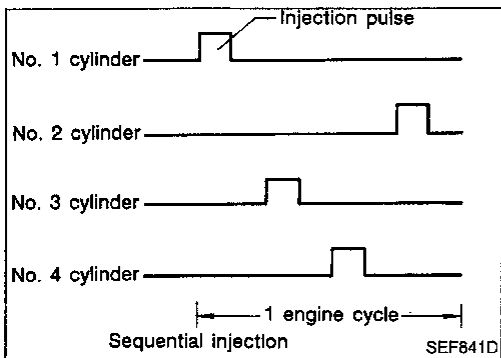 Injection pulse
No. 1 cylinder
No. 2 cylinder
No. 3 cylinder
No. 4 cylinder
1 engine cycle
Sequential injection
SEF841D